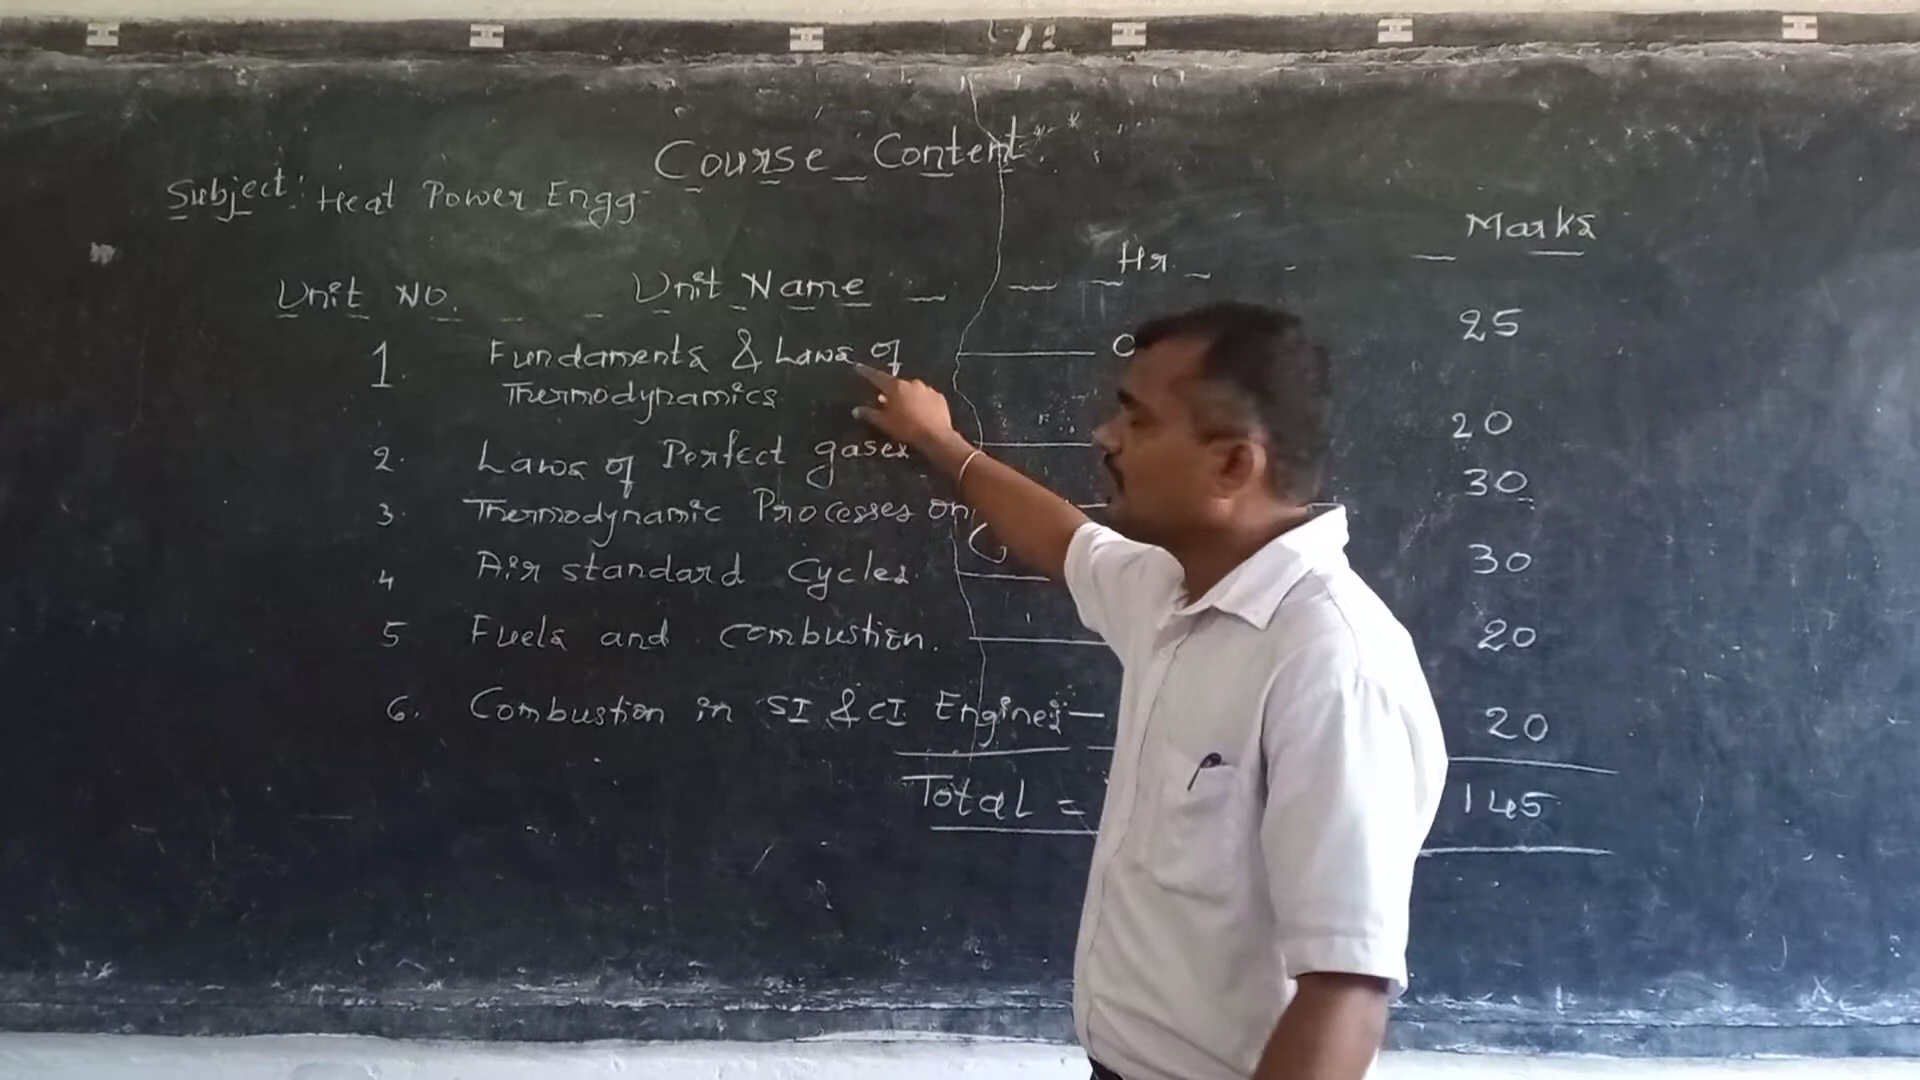 Course Content
Subject: Heat Power Engg
Unit No. Unit Name Hr. Marks
1. Fundaments & Laws of 25
Thermodynamics
2. Laws of Perfect gases 20
3. Thermodynamic Processes on 30
4 Air standard Cycles. 30
5 Fuels and combustion. 20
6. Combustion in SI & CI Engines 20
Total = 145